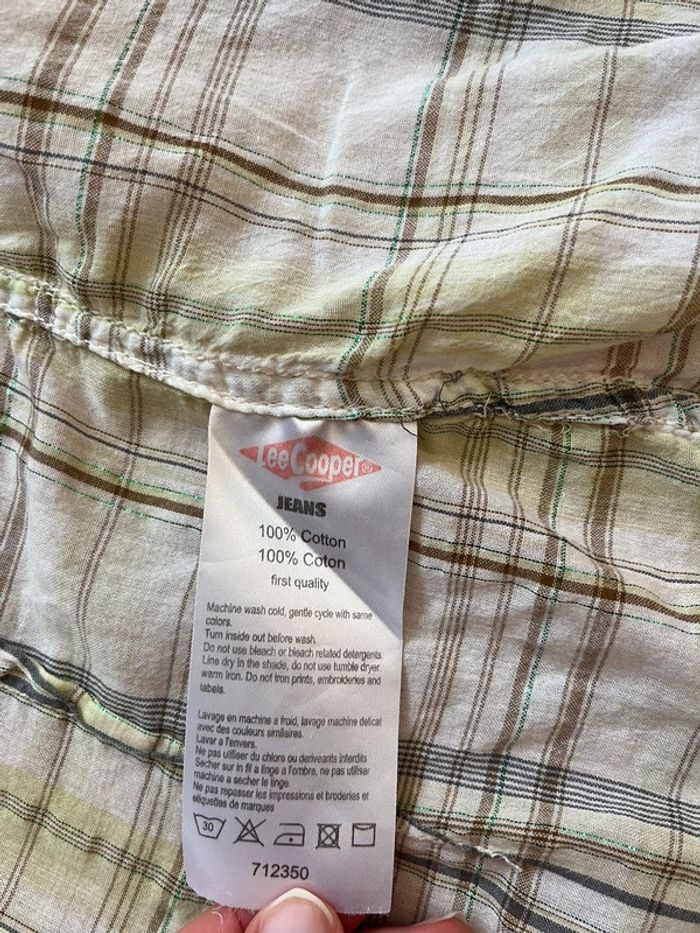 Lee Cooper®
JEANS
100% Cotton
100% Coton
first quality
Machine wash cold, gentle cycle with same
colors.
Turn inside out before wash.
Do not use bleach or bleach related detergents.
Line dry in the shade, do not use tumble dryer
warm iron. Do not iron prints, embroideries and
labels.
Lavage en machine a froid, lavage machine delicat
avec des couleurs similaires.
Lavar a l'envers.
Ne pas utiliser du chlore ou deriveants interdits
Secher sur in fil a linge a l'ombre, ne pas utiliser
machine a secher le linge.
Ne pas repasser les impressions et broderies et
etiquettes de marques
30
712350